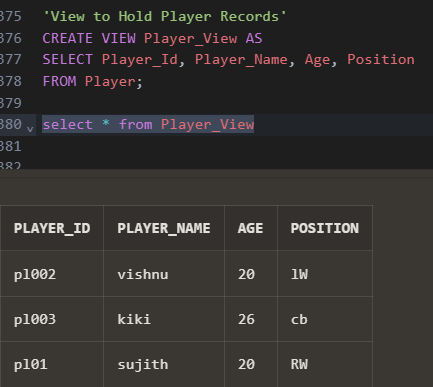 375 'View to Hold Player Records'
376 CREATE VIEW Player_View AS
377 SELECT Player_Id, Player_Name, Age, Position
378 FROM Player;
379
380 select * from Player_View
381
382
PLAYER_ID PLAYER_NAME AGE POSITION
pl002 vishnu 20 lW
pl003 kiki 26 cb
pl01 sujith 20 RW